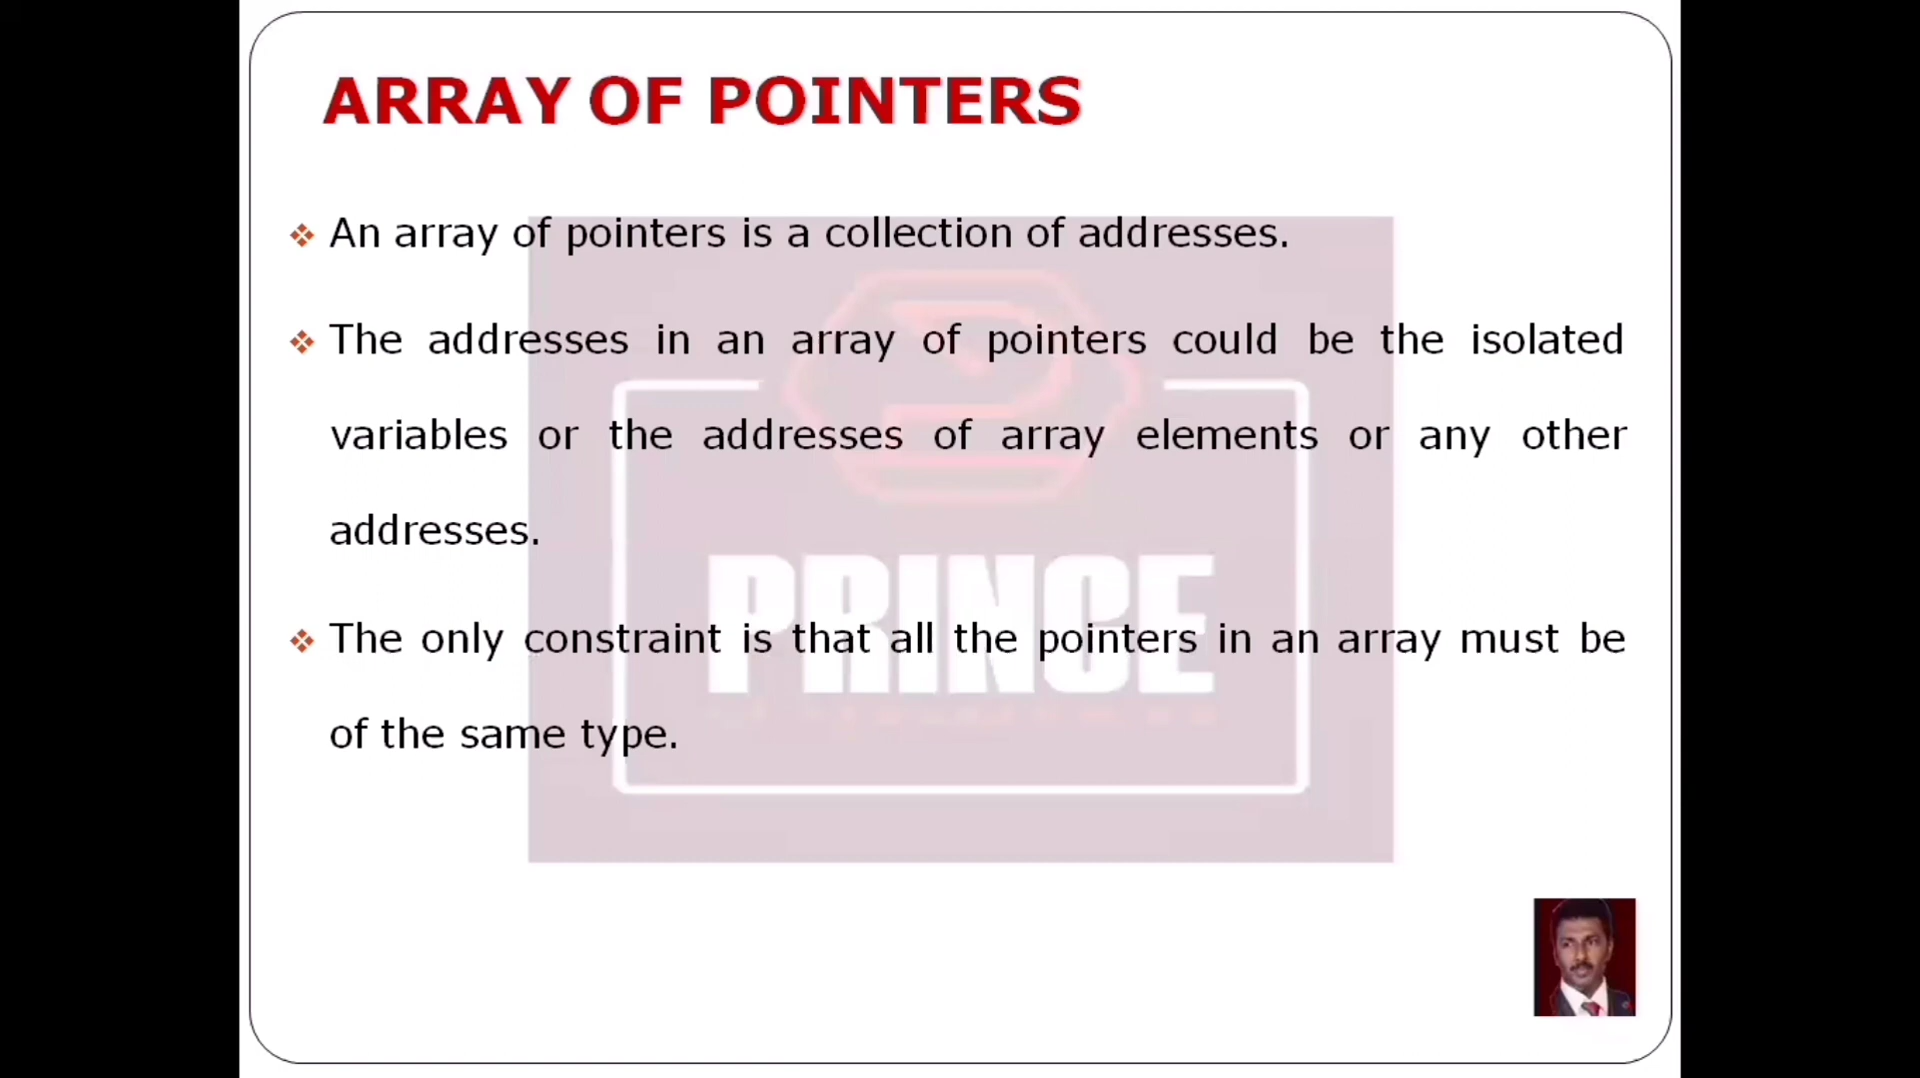 ARRAY OF POINTERS
An array of pointers is a collection of addresses.
The addresses in an array of pointers could be the isolated
variables or the addresses of array elements or any other
addresses.
PRINCE
The only constraint is that all the pointers in an array must be
of the same type.